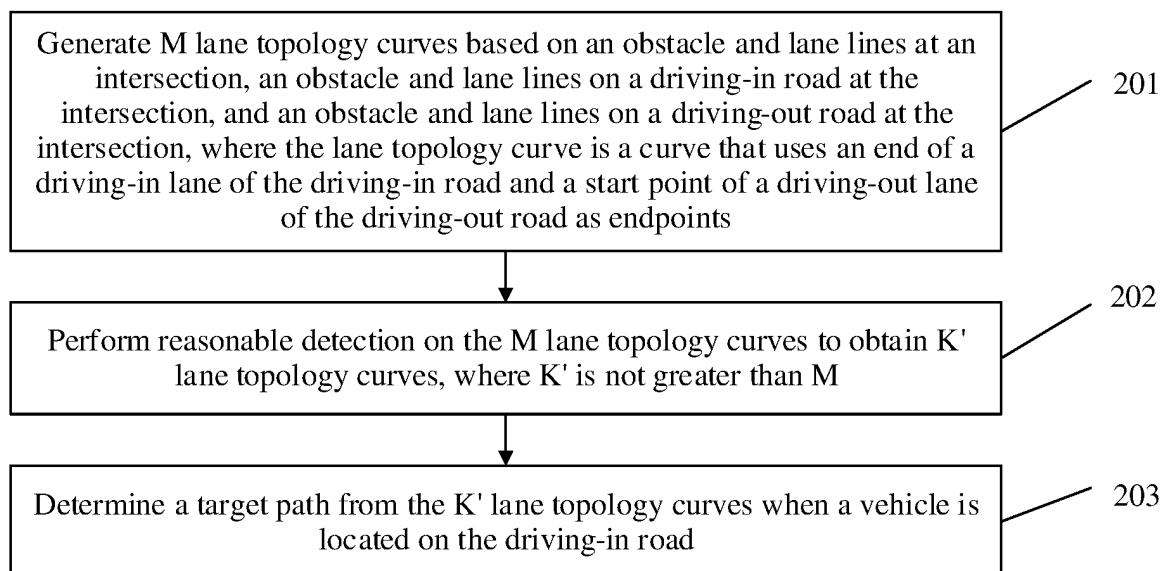 Generate M lane topology curves based on an obstacle and lane lines at an
intersection, an obstacle and lane lines on a driving-in road at the
intersection, and an obstacle and lane lines on a driving-out road at the
intersection, where the lane topology curve is a curve that uses an end of a
driving-in lane of the driving-in road and a start point of a driving-out lane
of the driving-out road as endpoints
201
Perform reasonable detection on the M lane topology curves to obtain K'
lane topology curves, where K' is not greater than M
202
Determine a target path from the K' lane topology curves when a vehicle is
located on the driving-in road
203